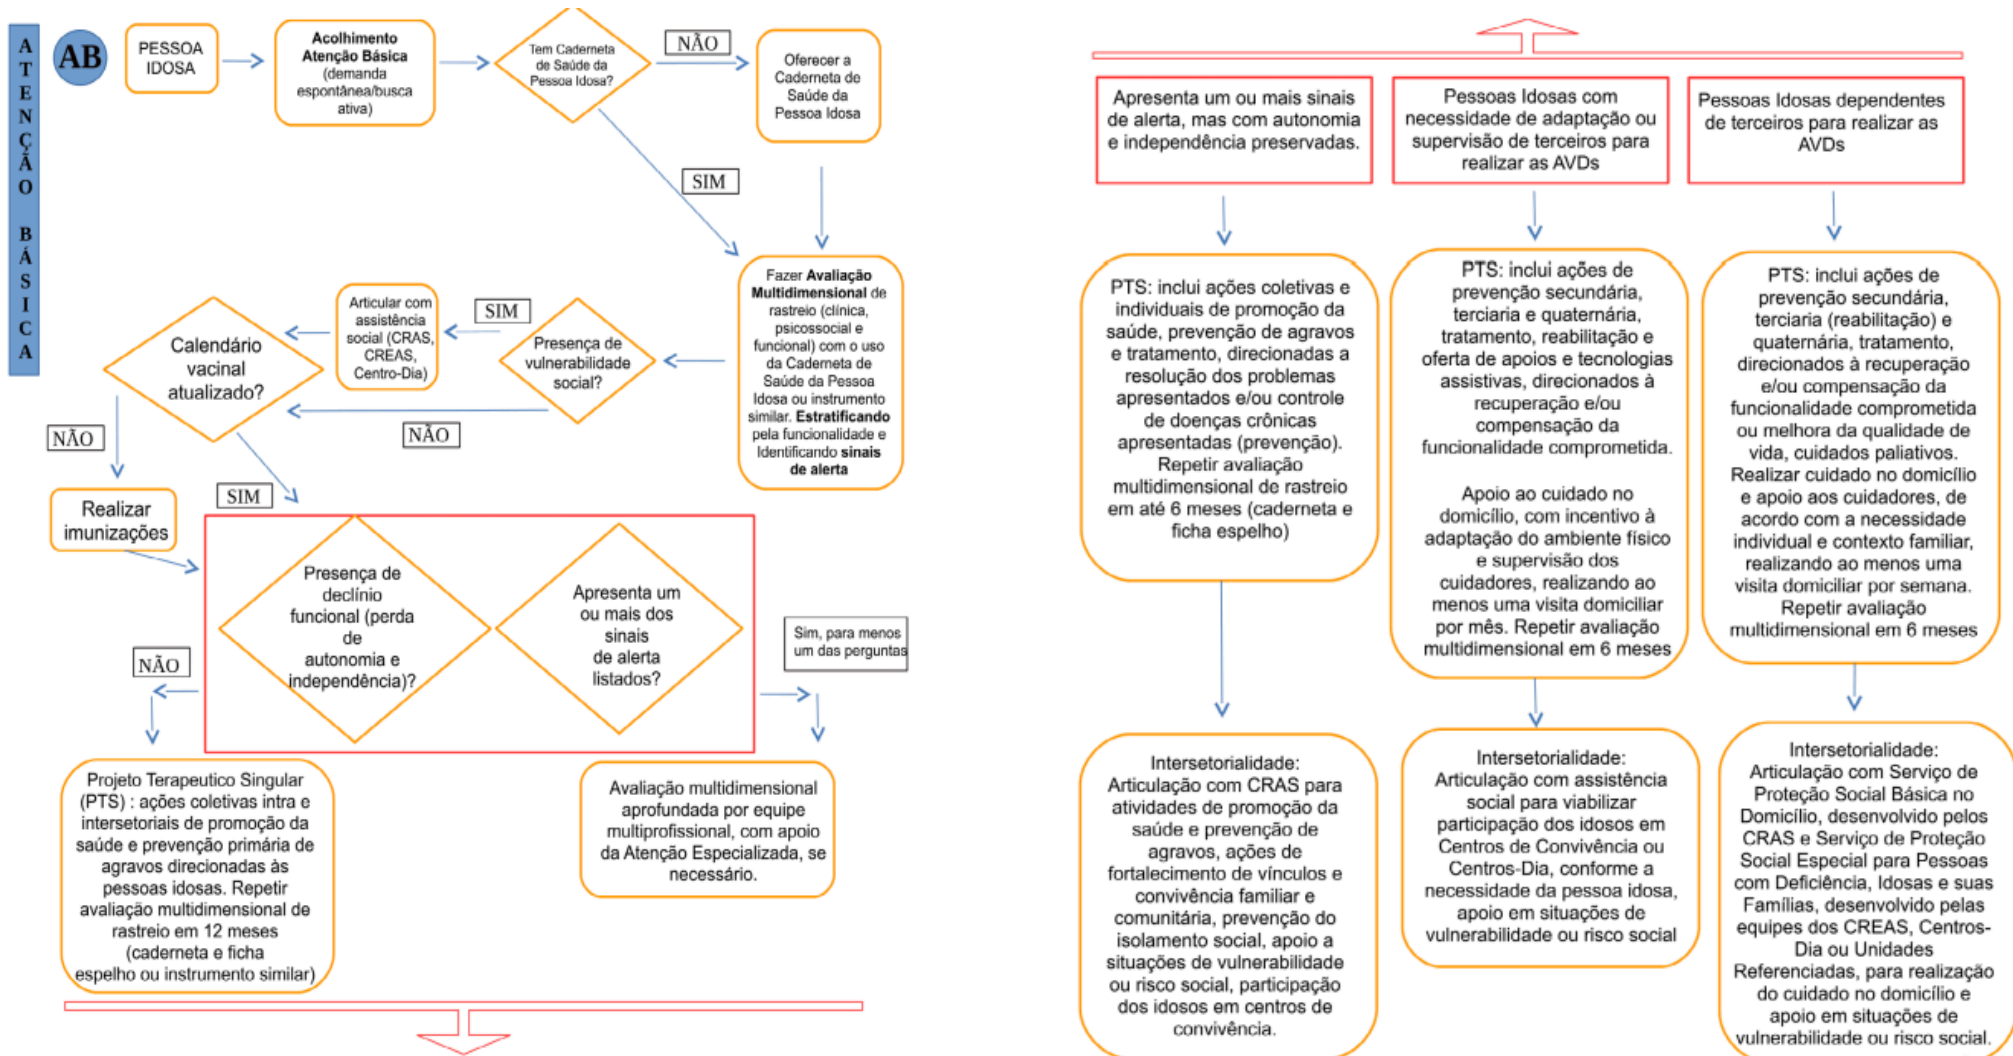 ATENÇÃO BÁSICA
AB
PESSOA
IDOSA
Acolhimento
Atenção Básica
(demanda
espontânea/busca
ativa)
Tem Caderneta
de Saúde da
Pessoa Idosa?
NÃO
Oferecer a
Caderneta de
Saúde da
Pessoa Idosa
SIM
Fazer Avaliação
Multidimensional de
rastreio (clínica,
psicossocial e
funcional) com o uso
da Caderneta de
Saúde da Pessoa
Idosa ou instrumento
similar. Estratificando
pela funcionalidade e
Identificando sinais
de alerta
Presença de
vulnerabilidade
social?
SIM
Articular com
assistência
social (CRAS,
CREAS,
Centro-Dia)
NÃO
Calendário
vacinal
atualizado?
NÃO
Realizar
imunizações
SIM
Presença de
declínio
funcional (perda
de
autonomia e
independência)?
Apresenta um
ou mais dos
sinais
de alerta
listados?
Sim, para menos
um das perguntas
NÃO
Projeto Terapeutico Singular
(PTS) : ações coletivas intra e
intersetoriais de promoção da
saúde e prevenção primária de
agravos direcionadas às
pessoas idosas. Repetir
avaliação multidimensional de
rastreio em 12 meses
(caderneta e ficha
espelho ou instrumento similar)
Avaliação multidimensional
aprofundada por equipe
multiprofissional, com apoio
da Atenção Especializada, se
necessário.
Apresenta um ou mais sinais
de alerta, mas com autonomia
e independência preservadas.
Pessoas Idosas com
necessidade de adaptação ou
supervisão de terceiros para
realizar as AVDs
Pessoas Idosas dependentes
de terceiros para realizar as
AVDs
PTS: inclui ações coletivas e
individuais de promoção da
saúde, prevenção de agravos
e tratamento, direcionadas a
resolução dos problemas
apresentados e/ou controle
de doenças crônicas
apresentadas (prevenção).
Repetir avaliação
multidimensional de rastreio
em até 6 meses (caderneta e
ficha espelho)
PTS: inclui ações de
prevenção secundária,
terciaria e quaternária,
tratamento, reabilitação e
oferta de apoios e tecnologias
assistivas, direcionados à
recuperação e/ou
compensação da
funcionalidade comprometida.
Apoio ao cuidado no
domicílio, com incentivo à
adaptação do ambiente físico
e supervisão dos
cuidadores, realizando ao
menos uma visita domiciliar
por mês. Repetir avaliação
multidimensional em 6 meses
PTS: inclui ações de
prevenção secundária,
terciaria (reabilitação) e
quaternária, tratamento,
direcionados à recuperação
e/ou compensação da
funcionalidade comprometida
ou melhora da qualidade de
vida, cuidados paliativos.
Realizar cuidado no domicílio
e apoio aos cuidadores, de
acordo com a necessidade
individual e contexto familiar,
realizando ao menos uma
visita domiciliar por semana.
Repetir avaliação
multidimensional em 6 meses
Intersetorialidade:
Articulação com CRAS para
atividades de promoção da
saúde e prevenção de
agravos, ações de
fortalecimento de vínculos e
convivência familiar e
comunitária, prevenção do
isolamento social, apoio a
situações de vulnerabilidade
ou risco social, participação
dos idosos em centros de
convivência.
Intersetorialidade:
Articulação com assistência
social para viabilizar
participação dos idosos em
Centros de Convivência ou
Centros-Dia, conforme a
necessidade da pessoa idosa,
apoio em situações de
vulnerabilidade ou risco social
Intersetorialidade:
Articulação com Serviço de
Proteção Social Básica no
Domicílio, desenvolvido pelos
CRAS e Serviço de Proteção
Social Especial para Pessoas
com Deficiência, Idosas e suas
Famílias, desenvolvido pelas
equipes dos CREAS, Centros-
Dia ou Unidades
Referenciadas, para realização
do cuidado no domicílio e
apoio em situações de
vulnerabilidade ou risco social.